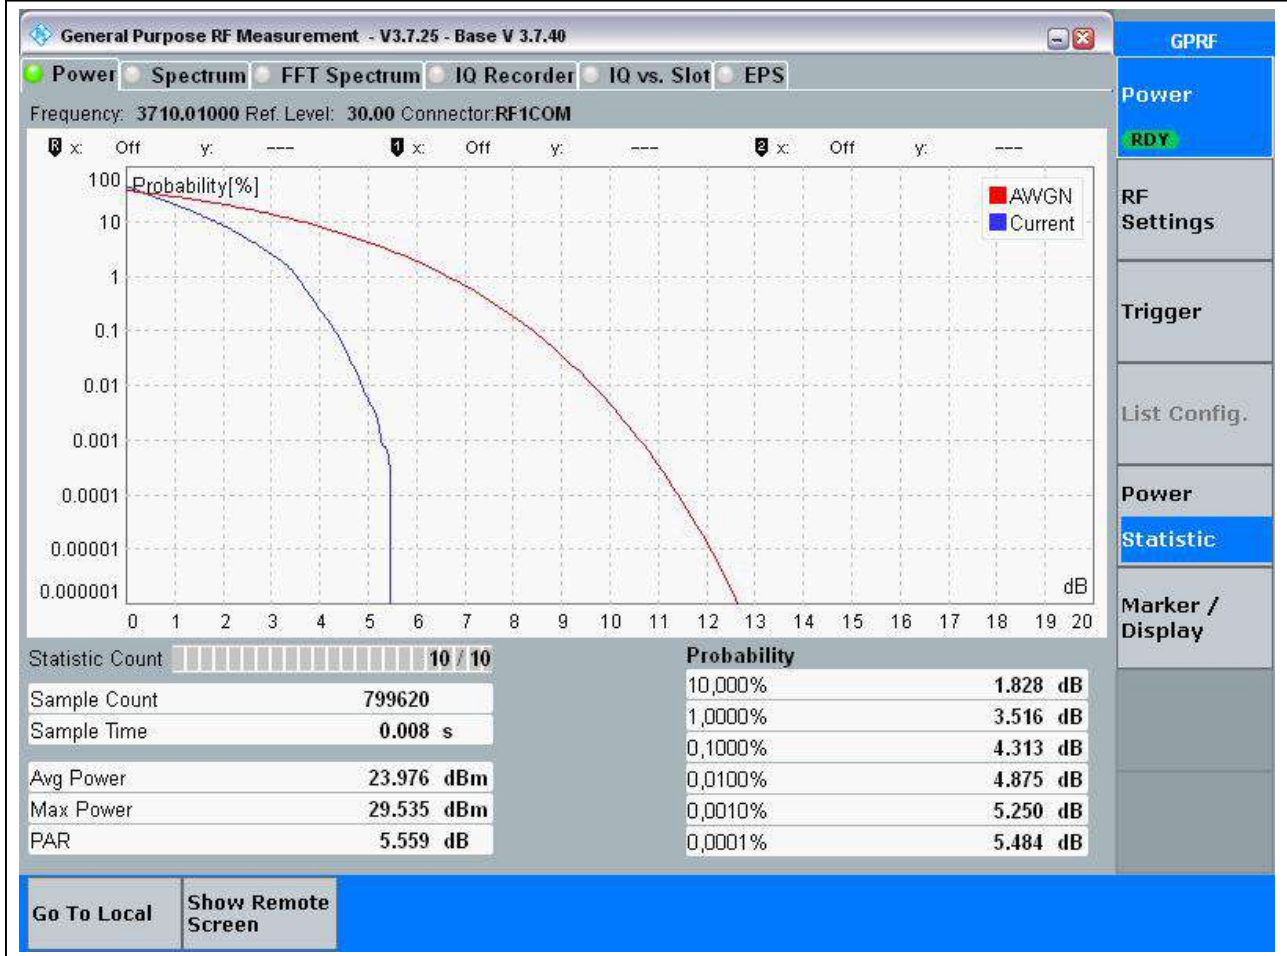 General Purpose RF Measurement - V3.7.25 - Base V 3.7.40
GPRF
Power Spectrum FFT Spectrum IQ Recorder IQ vs. Slot EPS
Frequency: 3710.01000 Ref. Level: 30.00 Connector:RF1COM
R x: Off y: --- 1 x: Off y: --- 2 x: Off y: ---
Probability[%]
100
10
1
0.1
0.01
0.001
0.0001
0.00001
0.000001
AWGN
Current
dB
0 1 2 3 4 5 6 7 8 9 10 11 12 13 14 15 16 17 18 19 20
Statistic Count 10 / 10
Sample Count 799620
Sample Time 0.008 s
Avg Power 23.976 dBm
Max Power 29.535 dBm
PAR 5.559 dB
Probability
10,000% 1.828 dB
1,0000% 3.516 dB
0,1000% 4.313 dB
0,0100% 4.875 dB
0,0010% 5.250 dB
0,0001% 5.484 dB
Power
RDY
RF
Settings
Trigger
List Config.
Power
Statistic
Marker /
Display
Go To Local
Show Remote
Screen